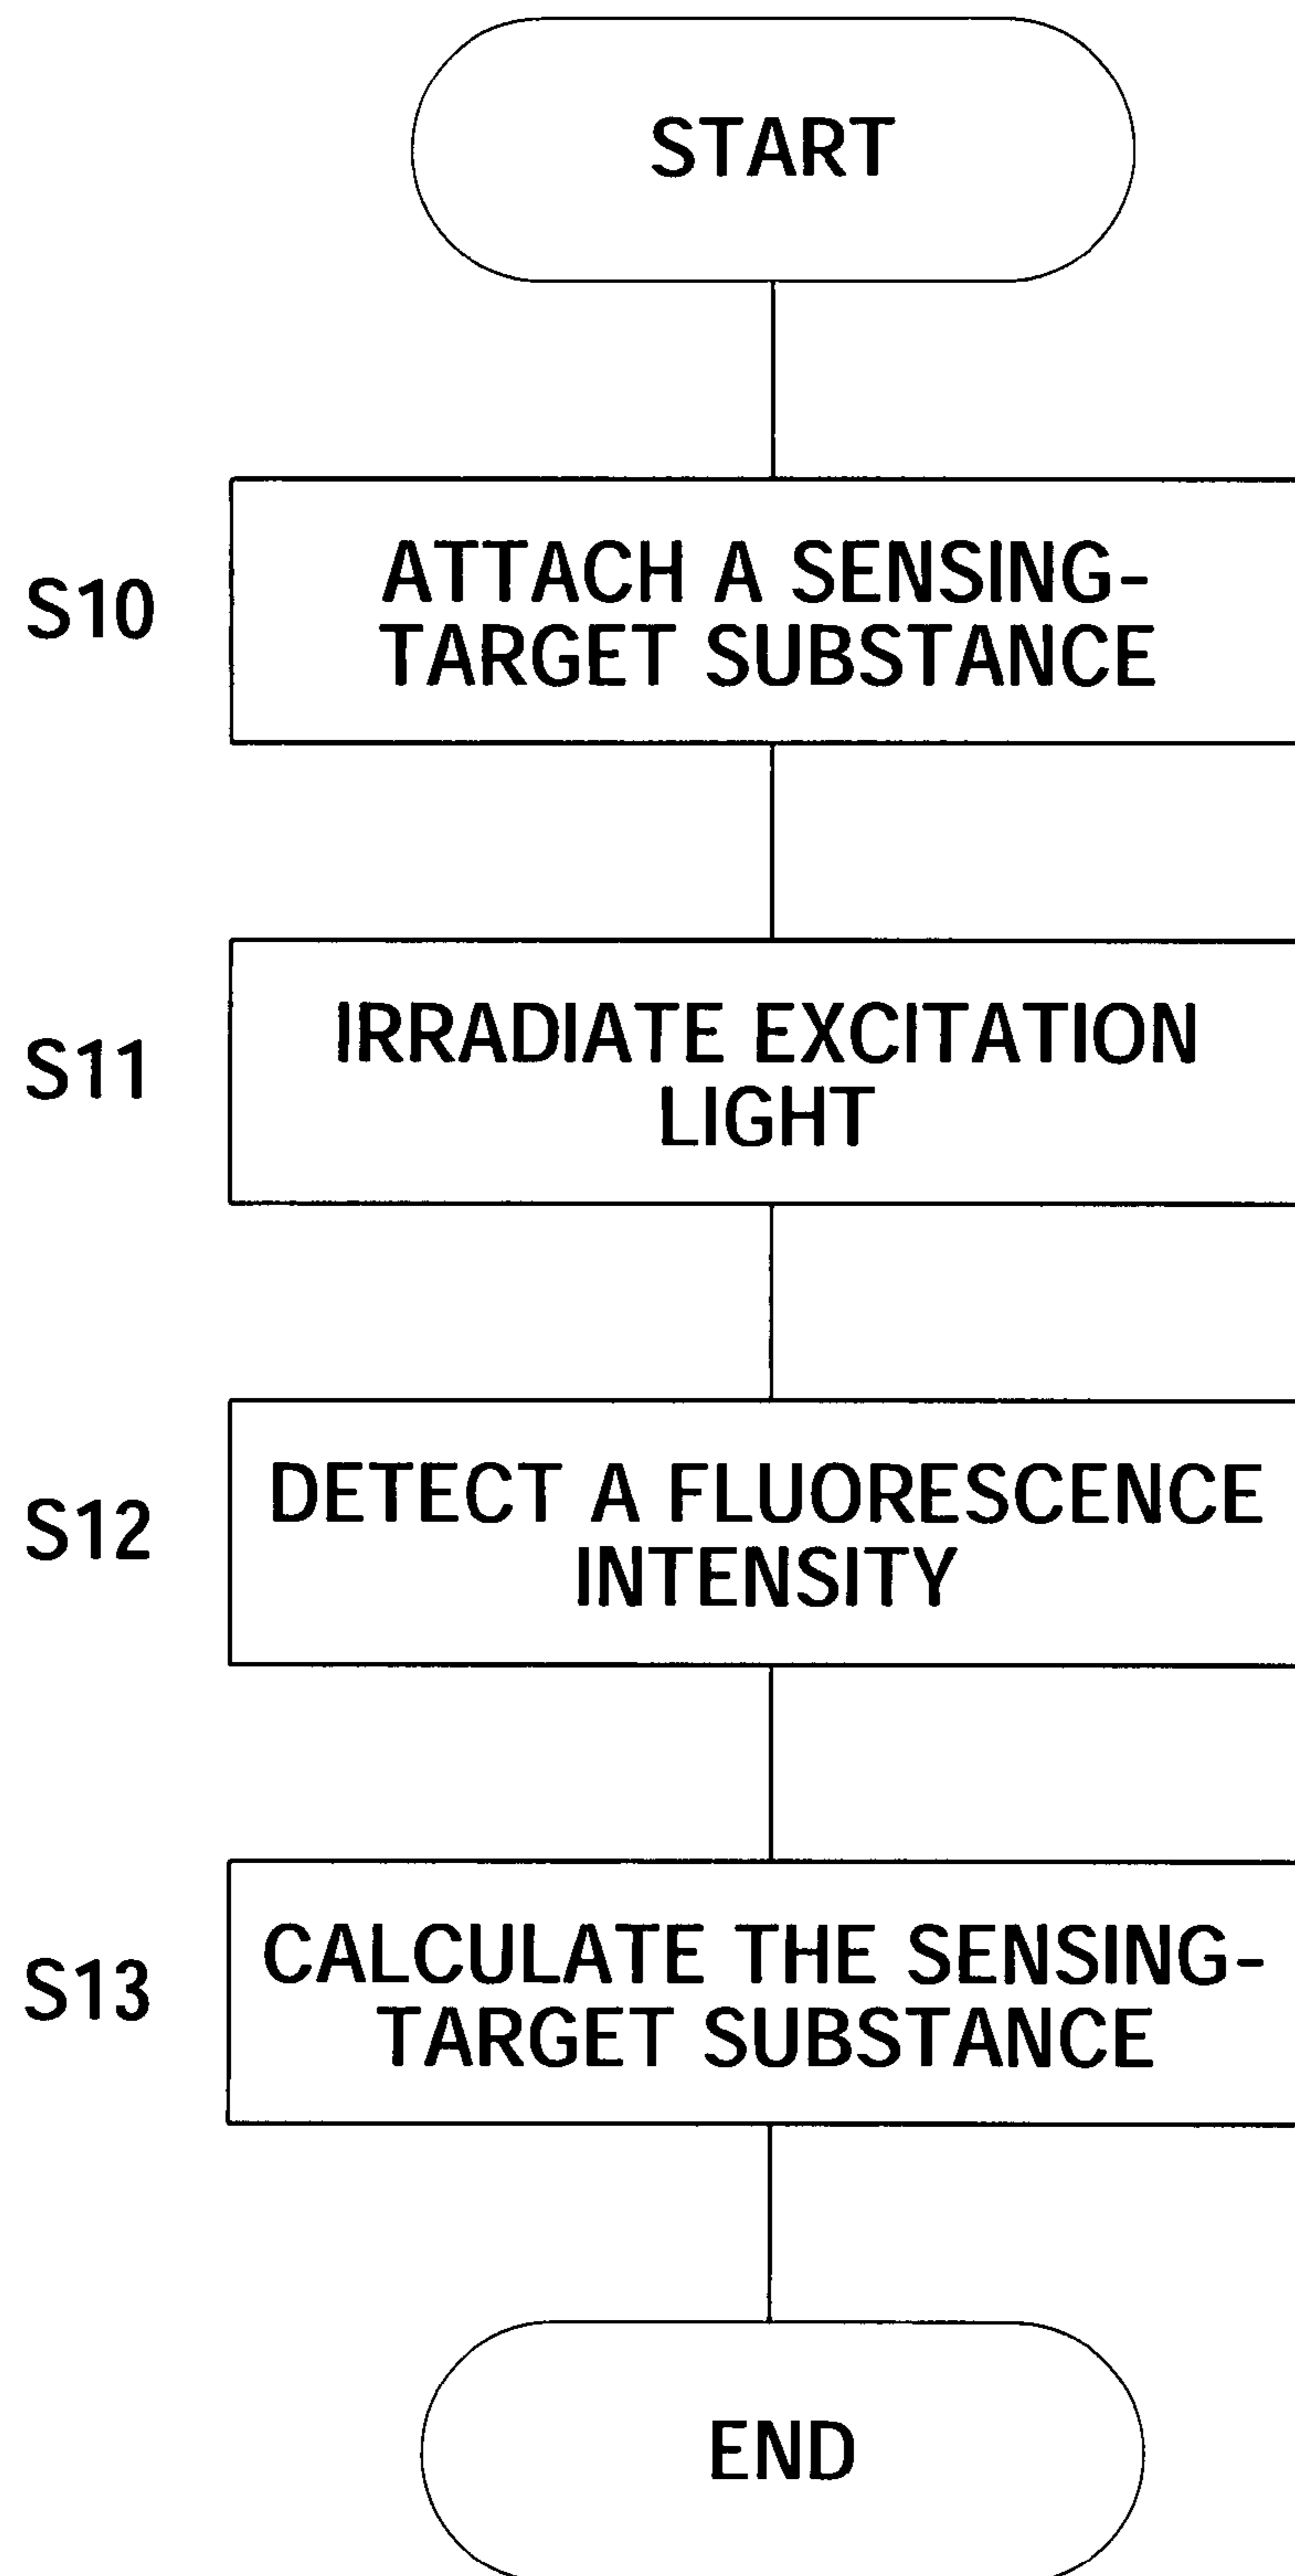 START
S10
ATTACH A SENSING-
TARGET SUBSTANCE
S11
IRRADIATE EXCITATION
LIGHT
S12
DETECT A FLUORESCENCE
INTENSITY
S13
CALCULATE THE SENSING-
TARGET SUBSTANCE
END